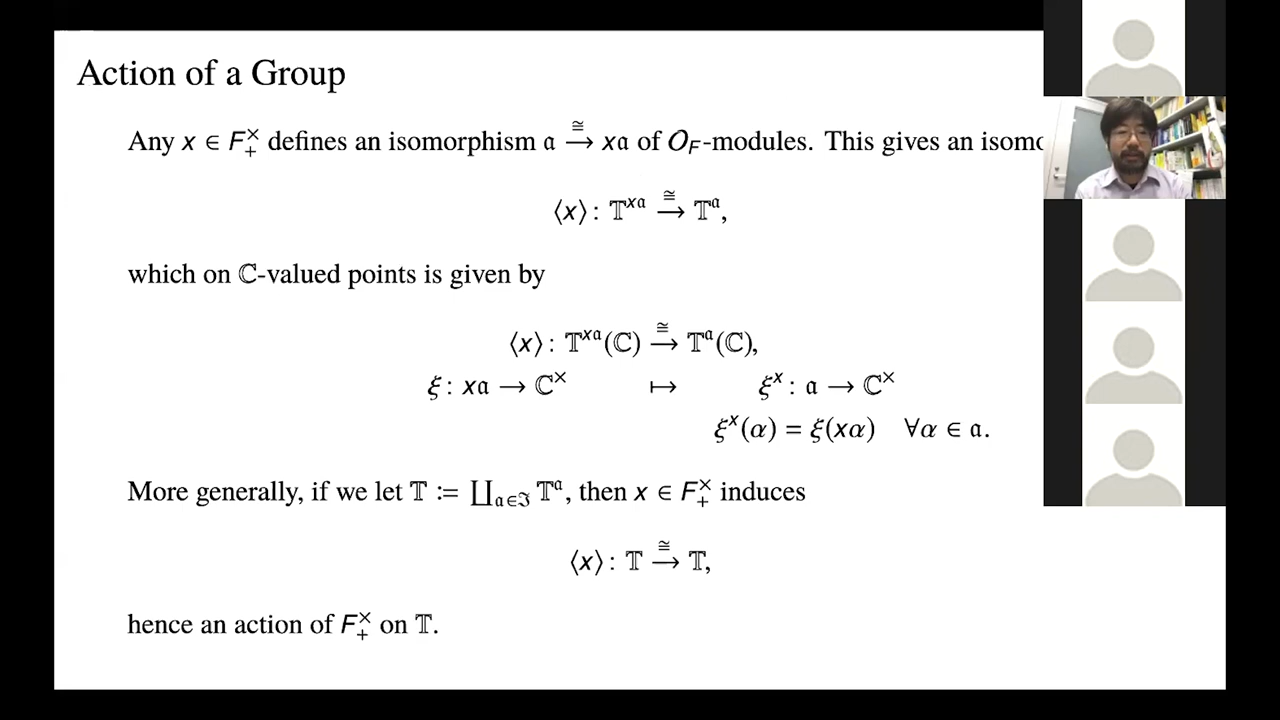 Action of a Group
Any x ∈ F₊^× defines an isomorphism 𝔞 →^≅ x𝔞 of O_F-modules. This gives an
⟨x⟩ : 𝕋^{x𝔞} →^≅ 𝕋^𝔞,
which on ℂ-valued points is given by
⟨x⟩ : 𝕋^{x𝔞}(ℂ) →^≅ 𝕋^𝔞(ℂ),
ξ : x𝔞 → ℂ^× ↦ ξ^x : 𝔞 → ℂ^×
ξ^x(α) = ξ(xα) ∀α ∈ 𝔞.
More generally, if we let 𝕋 := ∐_{𝔞∈ℑ} 𝕋^𝔞, then x ∈ F₊^× induces
⟨x⟩ : 𝕋 →^≅ 𝕋,
hence an action of F₊^× on 𝕋.